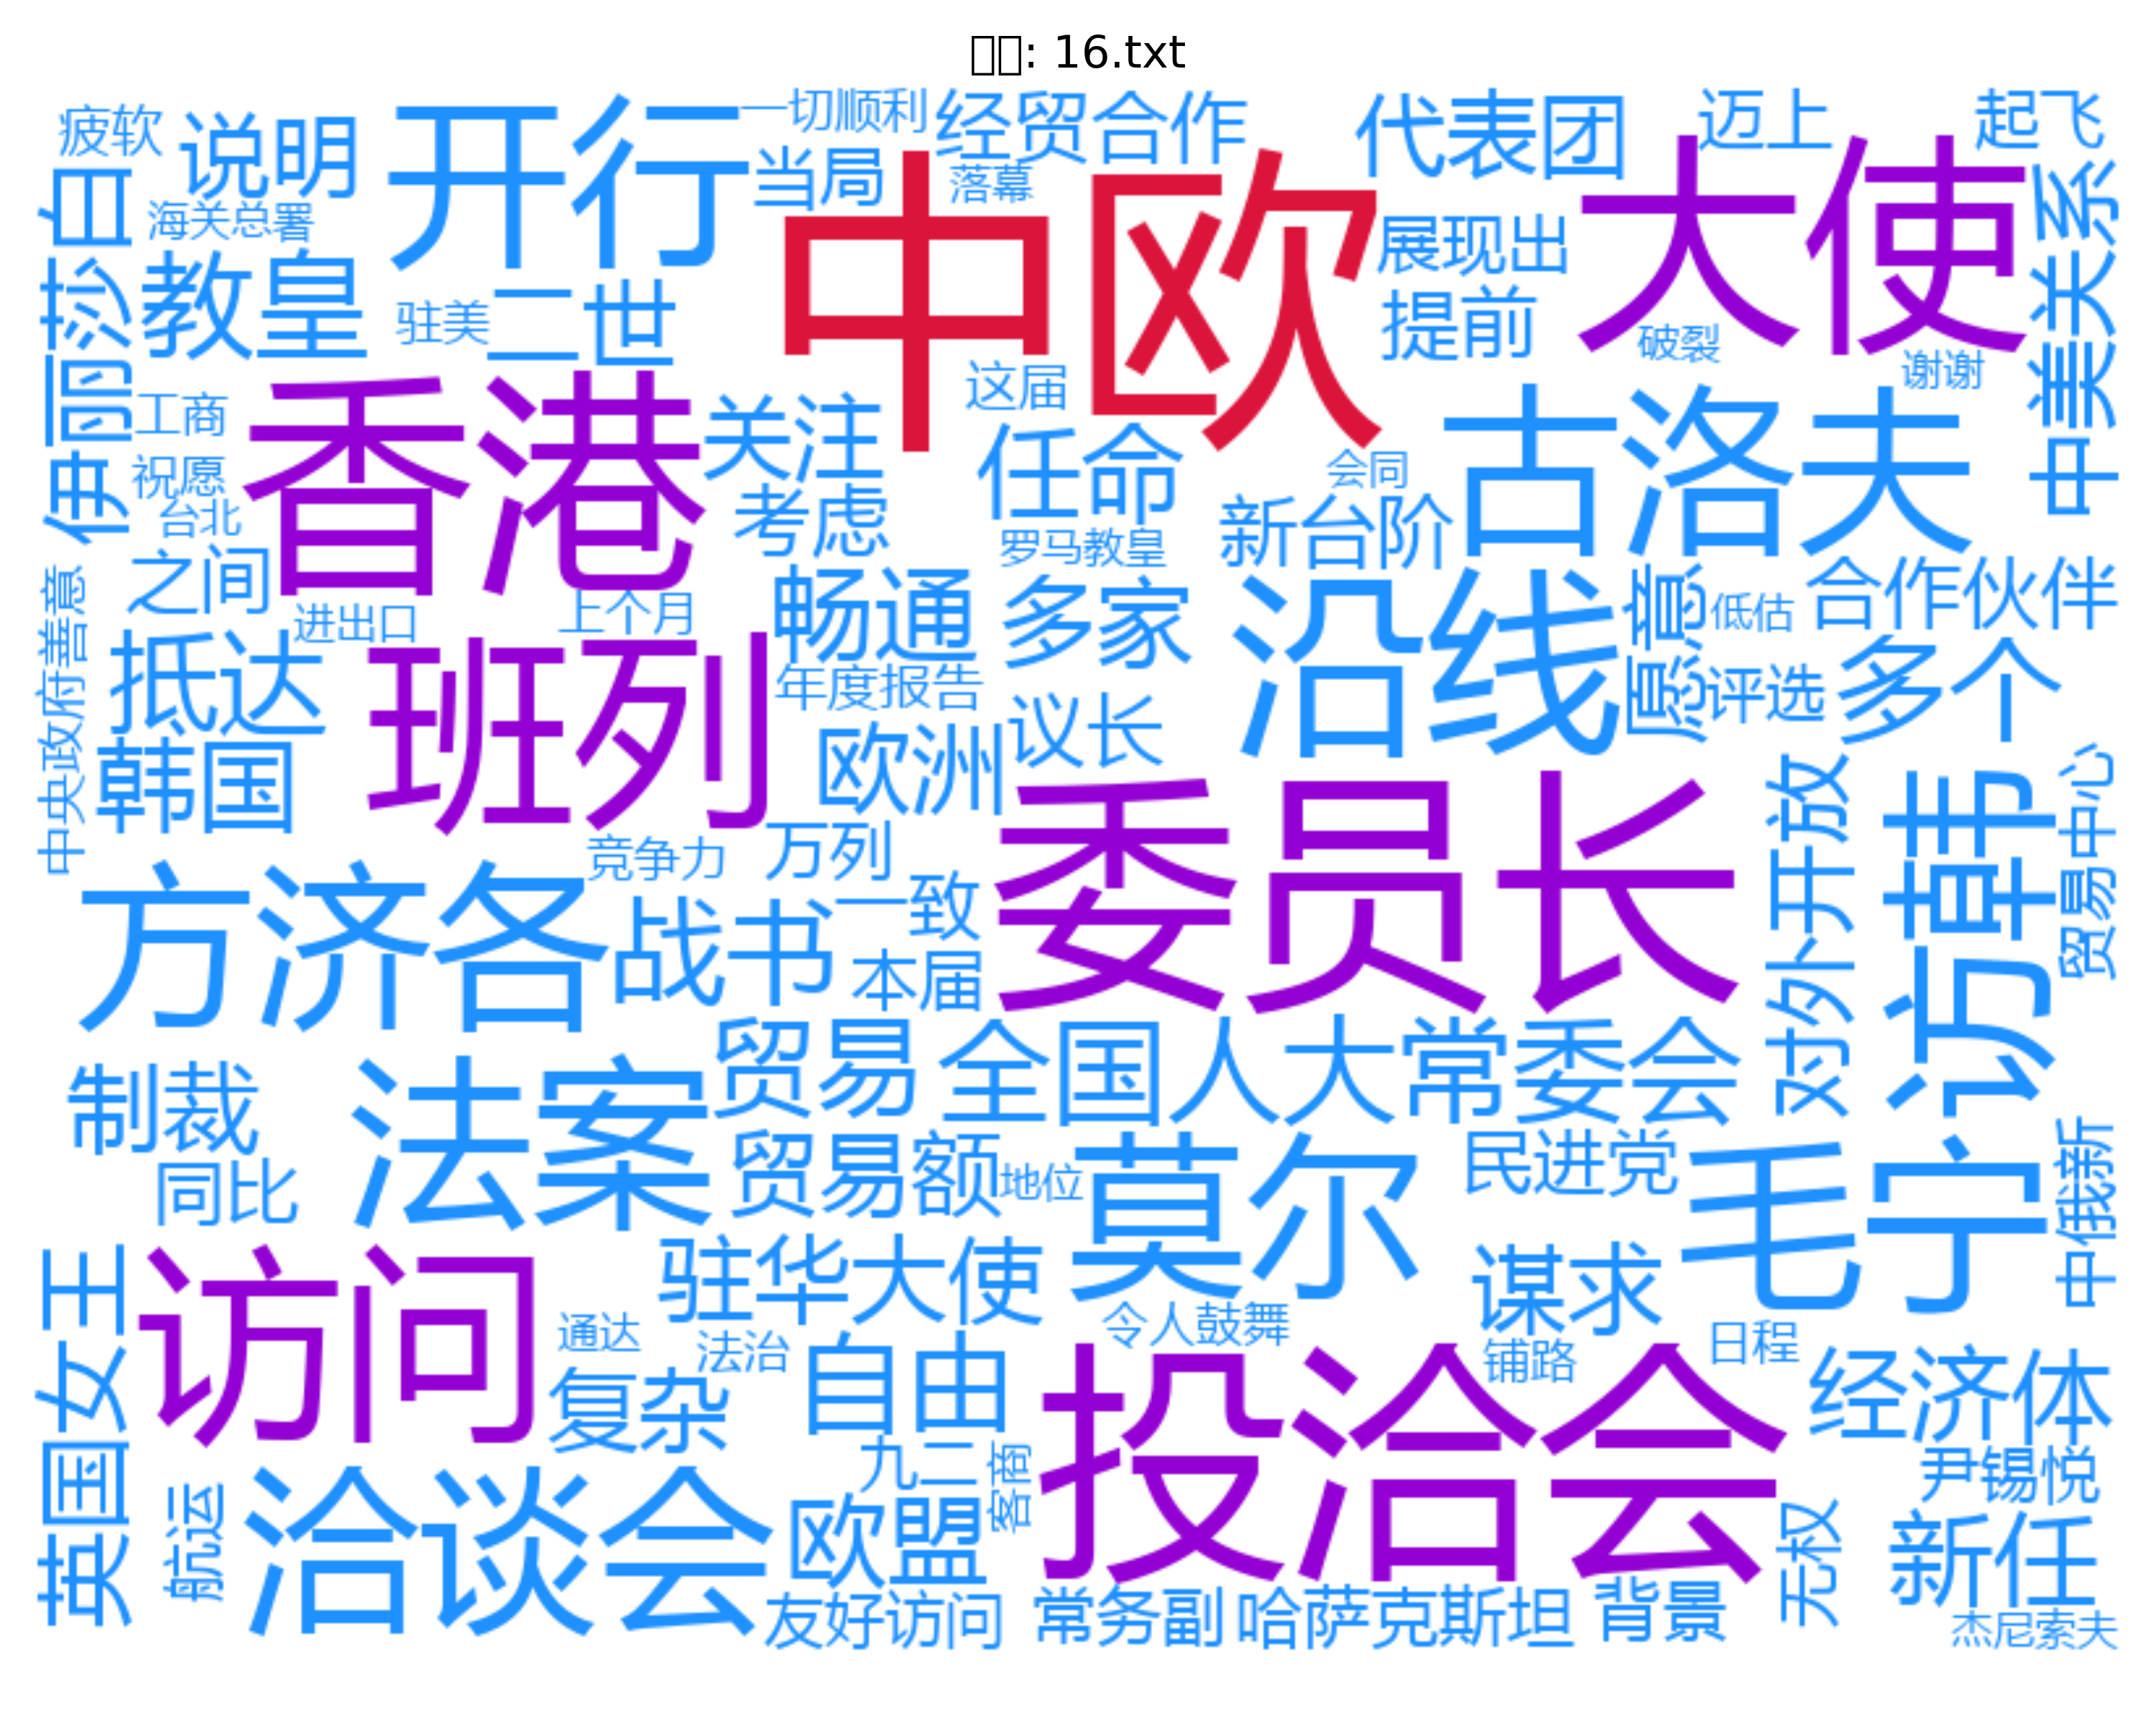 : 16.txt
疲软
说明
开行
一切顺利
经贸合作
代表团
迈上
起飞
当局
落幕
中欧
大使
中美关系
伊丽莎白
海关总署
教皇
驻美
二世
展现出
提前
破裂
谢谢
这届
工商
香港
关注
任命
会同
古洛夫
祝愿
台北
考虑
罗马教皇
新台阶
之间
进出口
上个月
畅通
多家
沿线
愿意
低估
合作伙伴
中央政府
普惠
抵达
班列
年度报告
议长
评选
多个
韩国
欧洲
委员长
对外开放
访韩
贸易中心
竞争力
万列
方济各
战书
一致
本届
贸易
全国人大常委会
制裁
法案
同比
贸易额
地位
莫尔
民进党
毛宁
中俄
英国女王
访问
驻华大使
谋求
通达
法治
令人鼓舞
铺路
日程
复杂
自由
投洽会
经济体
九二
尹锡悦
航运
洽谈会
欧盟
无权
新任
友好访问
常务副
哈萨克斯坦
背景
杰尼索夫